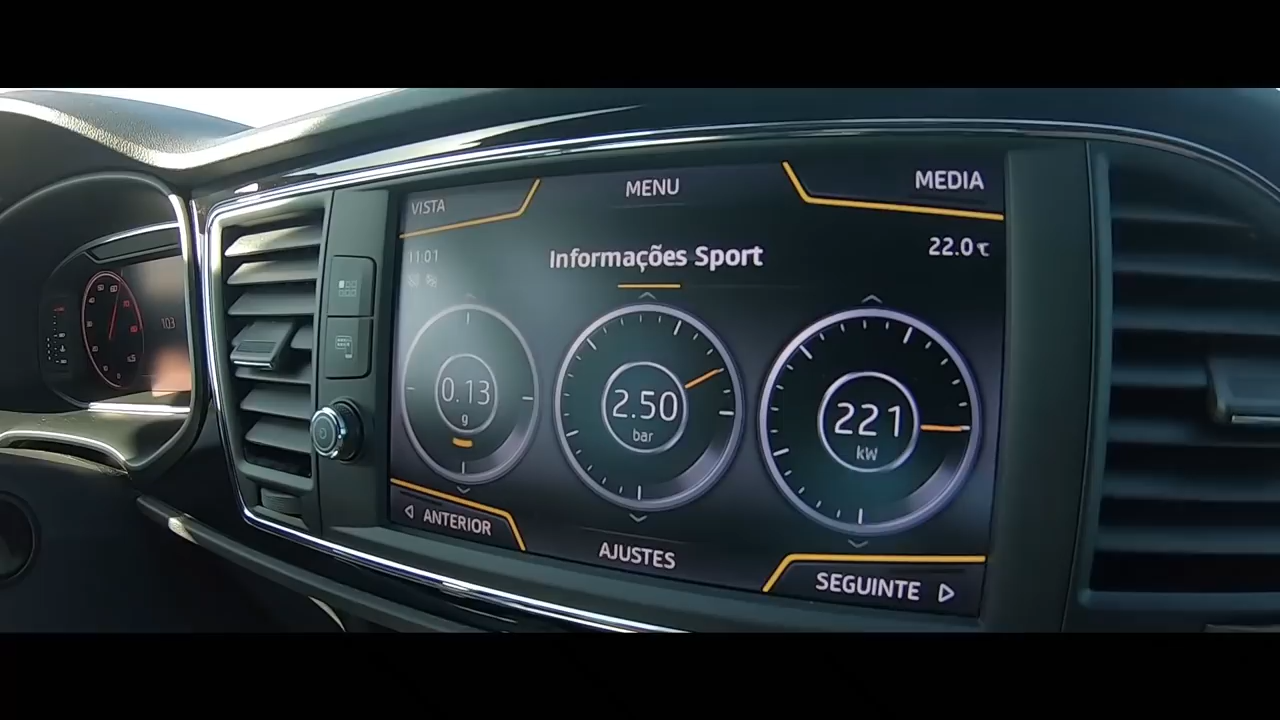 VISTA
MENU
MEDIA
11:01
Informações Sport
22.0℃
0.13
g
2.50
bar
221
kW
103
ANTERIOR
AJUSTES
SEGUINTE